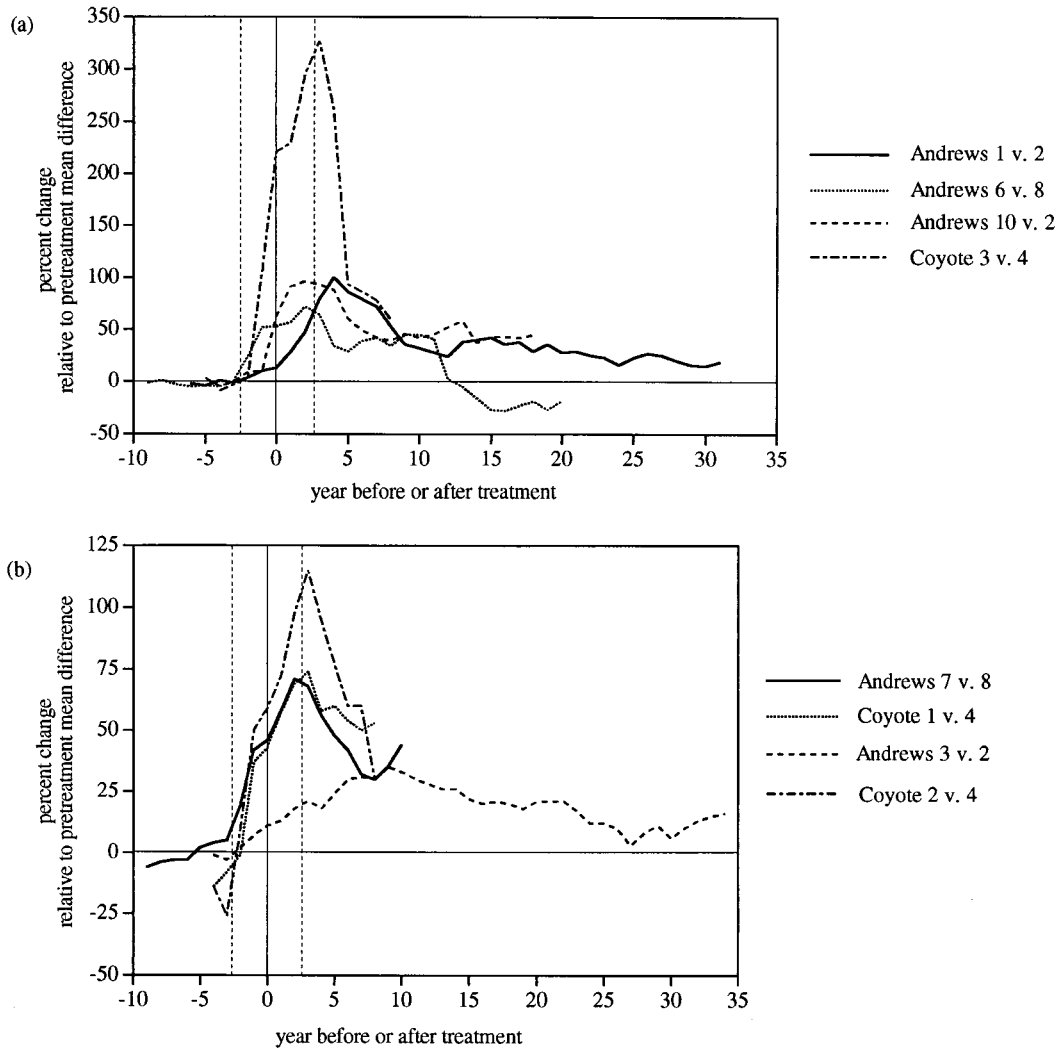 (a)
percent change
relative to pretreatment mean difference
350
300
250
200
150
100
50
0
-50
-10 -5 0 5 10 15 20 25 30 35
year before or after treatment
Andrews 1 v. 2
Andrews 6 v. 8
Andrews 10 v. 2
Coyote 3 v. 4
(b)
percent change
relative to pretreatment mean difference
125
100
75
50
25
0
-25
-50
-10 -5 0 5 10 15 20 25 30 35
year before or after treatment
Andrews 7 v. 8
Coyote 1 v. 4
Andrews 3 v. 2
Coyote 2 v. 4